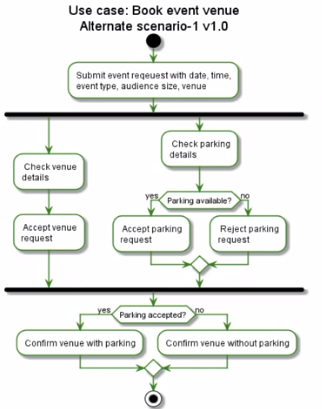 Use case: Book event venue
Alternate scenario-1 v1.0
Submit event reqeuest with date, time,
event type, audience size, venue
Check venue
details
Accept venue
request
Check parking
details
yes
Parking available?
no
Accept parking
request
Reject parking
request
yes
Parking accepted?
no
Confirm venue with parking
Confirm venue without parking